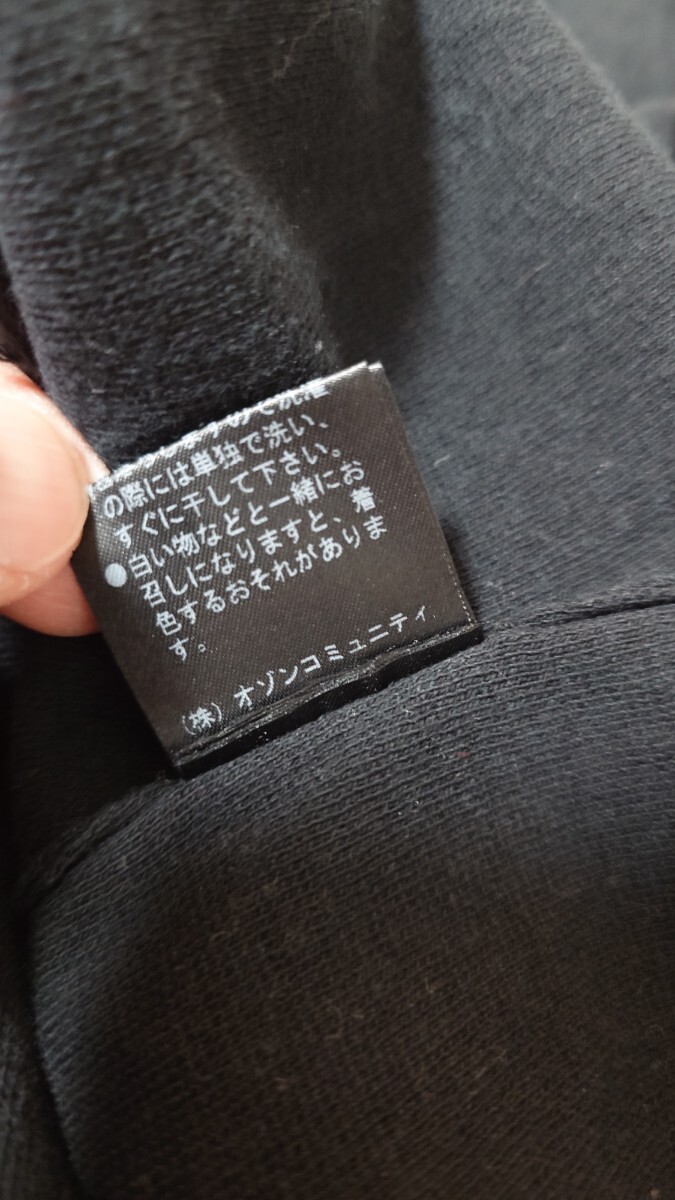 の際には単独で洗い、
すぐに干して下さい。
●白い物などと一緒にお
召しになりますと、着
色するおそれがありま
す。
(株)オゾンコミュニティ